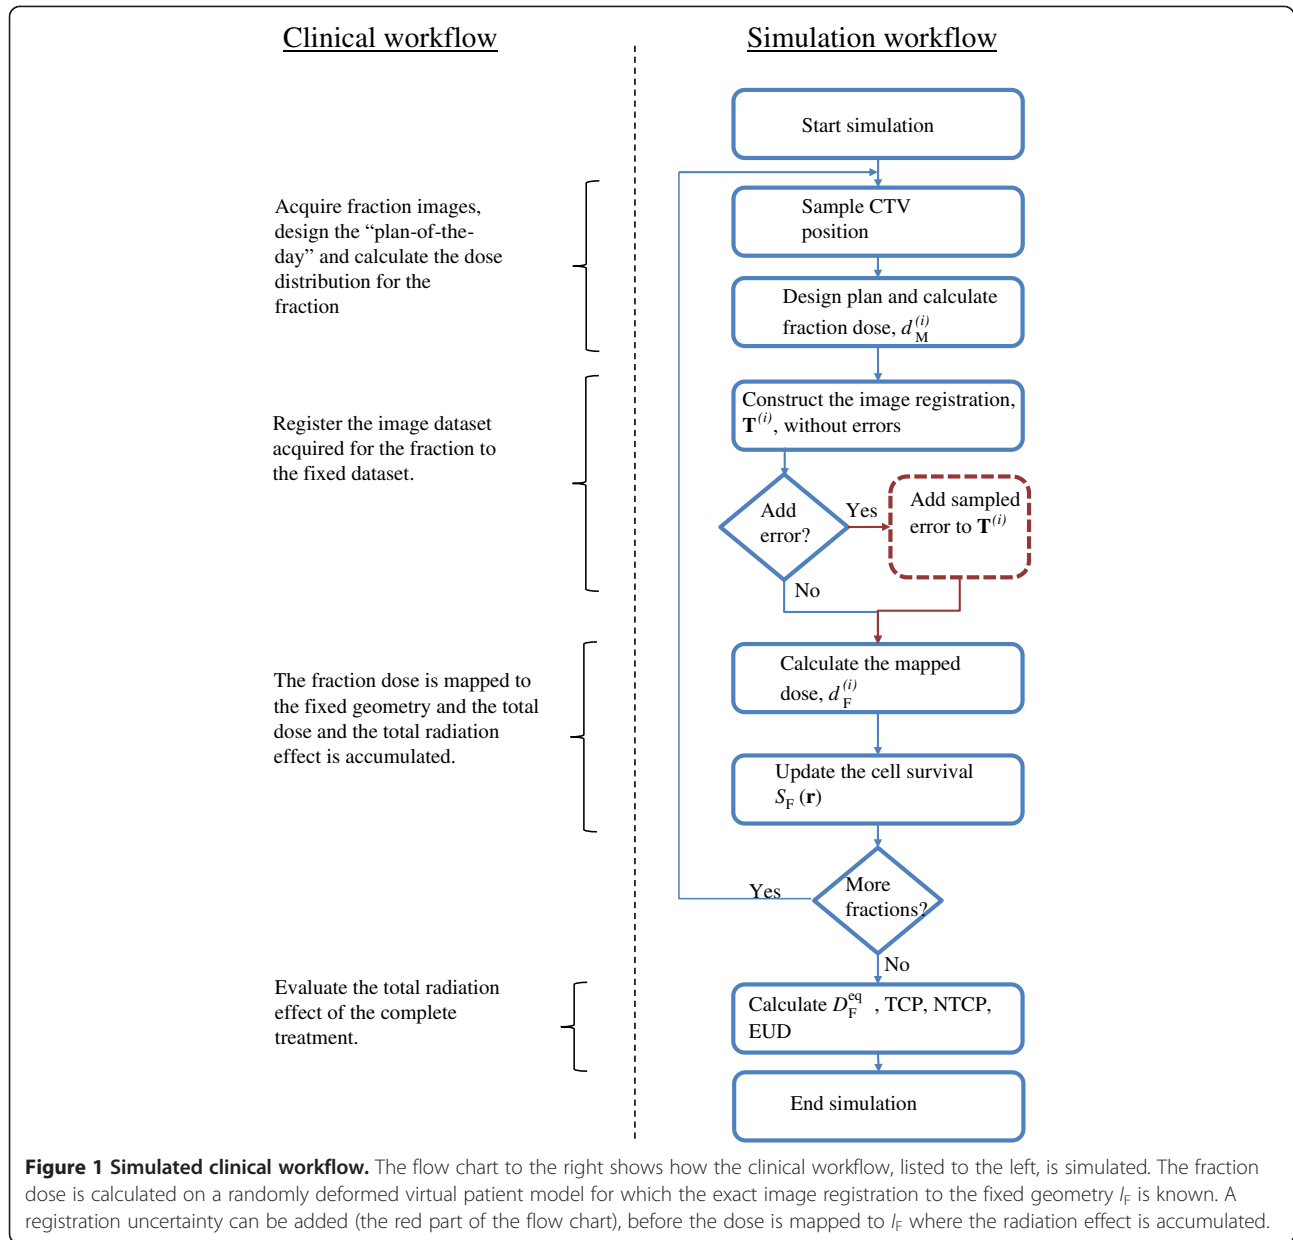 Clinical workflow
Simulation workflow
Start simulation
Acquire fraction images,
design the “plan-of-the-
day” and calculate the dose
distribution for the
fraction
Sample CTV
position
Design plan and calculate
fraction dose, d_M^(i)
Register the image dataset
acquired for the fraction to
the fixed dataset.
Construct the image registration,
T^(i), without errors
Add
error?
Yes
Add sampled
error to T^(i)
No
The fraction dose is mapped to
the fixed geometry and the total
dose and the total radiation
effect is accumulated.
Calculate the mapped
dose, d_F^(i)
Update the cell survival
S_F (r)
More
fractions?
Yes
No
Evaluate the total radiation
effect of the complete
treatment.
Calculate D_F^eq , TCP, NTCP,
EUD
End simulation
Figure 1 Simulated clinical workflow. The flow chart to the right shows how the clinical workflow, listed to the left, is simulated. The fraction
dose is calculated on a randomly deformed virtual patient model for which the exact image registration to the fixed geometry I_F is known. A
registration uncertainty can be added (the red part of the flow chart), before the dose is mapped to I_F where the radiation effect is accumulated.